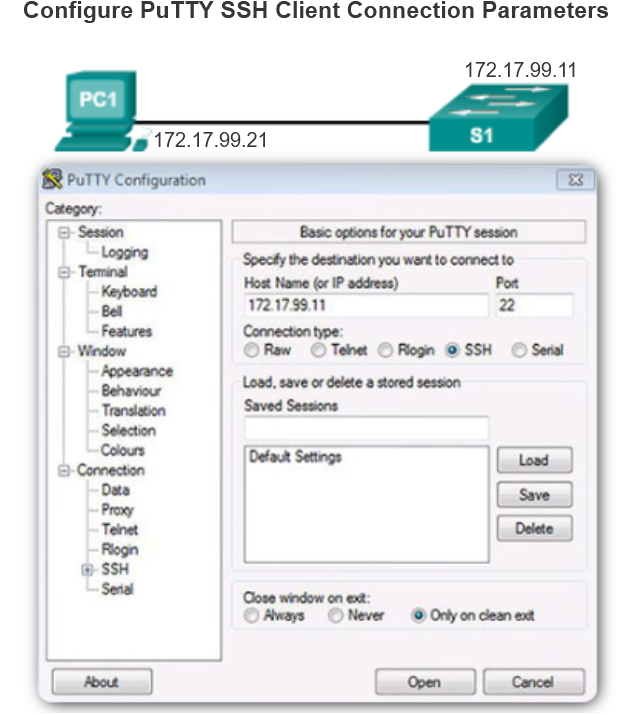 Configure PuTTY SSH Client Connection Parameters
172.17.99.11
PC1
172.17.99.21
S1
PuTTY Configuration
Category:
Session
Logging
Terminal
Keyboard
Bell
Features
Window
Appearance
Behaviour
Translation
Selection
Colours
Connection
Data
Proxy
Telnet
Rlogin
SSH
Serial
Basic options for your PuTTY session
Specify the destination you want to connect to
Host Name (or IP address) Port
172.17.99.11 22
Connection type:
Raw Telnet Rlogin SSH Serial
Load, save or delete a stored session
Saved Sessions
Default Settings
Load
Save
Delete
Close window on exit:
Always Never Only on clean exit
About Open Cancel